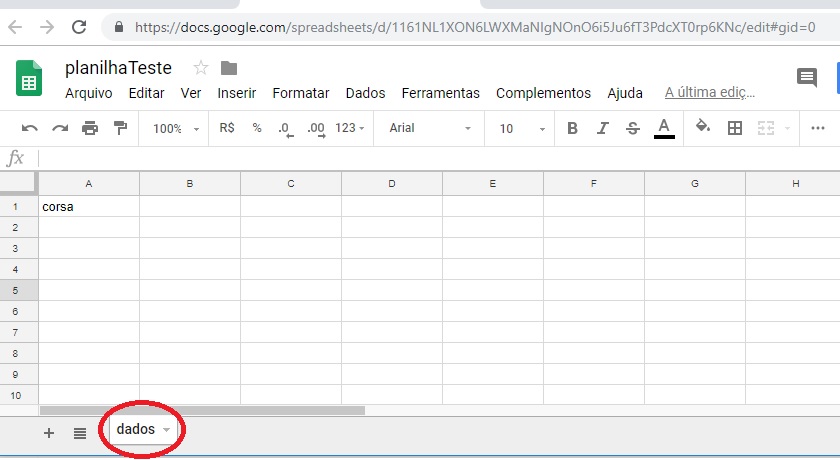 https://docs.google.com/spreadsheets/d/1161NL1XON6LWXMaNIgNOnO6i5Ju6fT3PdcXT0rp6KNc/edit#gid=0
planilhaTeste
Arquivo Editar Ver Inserir Formatar Dados Ferramentas Complementos Ajuda A última ediç…
100% R$ % .0 .00 123 Arial 10 B I S A ...
fx
A B C D E F G H
1 corsa
2
3
4
5
6
7
8
9
10
+ dados